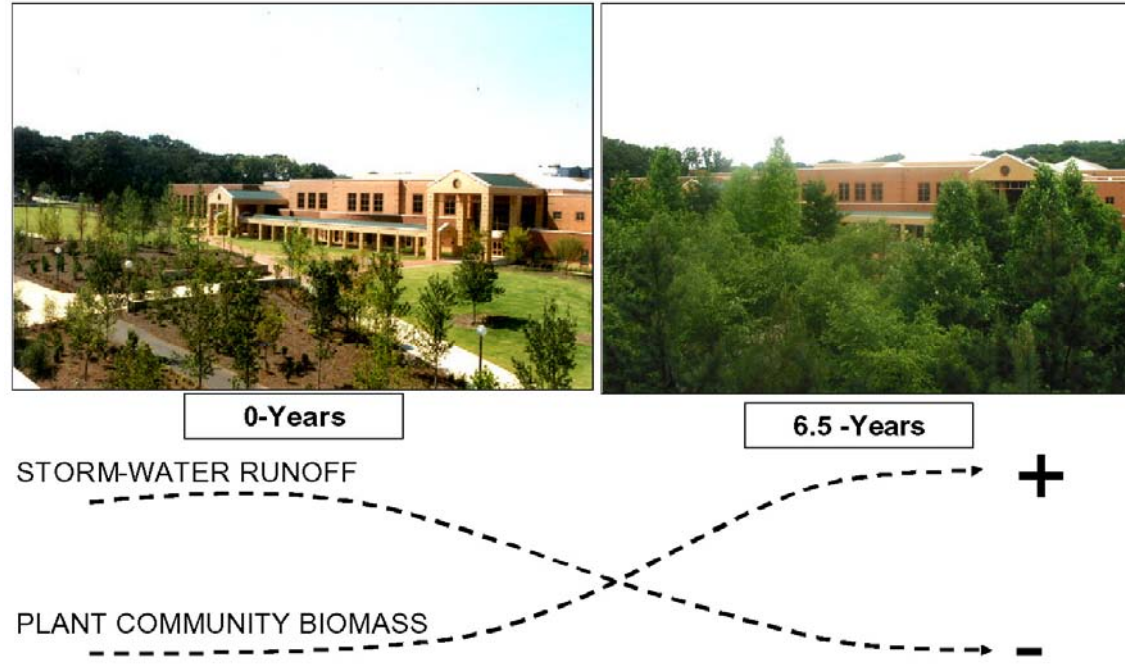 0-Years
6.5 -Years
STORM-WATER RUNOFF
+
PLANT COMMUNITY BIOMASS
-